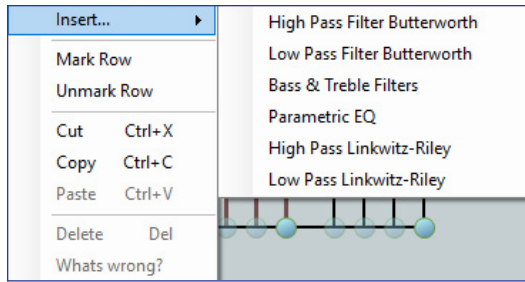 Insert...
Mark Row
Unmark Row
Cut Ctrl+X
Copy Ctrl+C
Paste Ctrl+V
Delete Del
Whats wrong?
High Pass Filter Butterworth
Low Pass Filter Butterworth
Bass & Treble Filters
Parametric EQ
High Pass Linkwitz-Riley
Low Pass Linkwitz-Riley